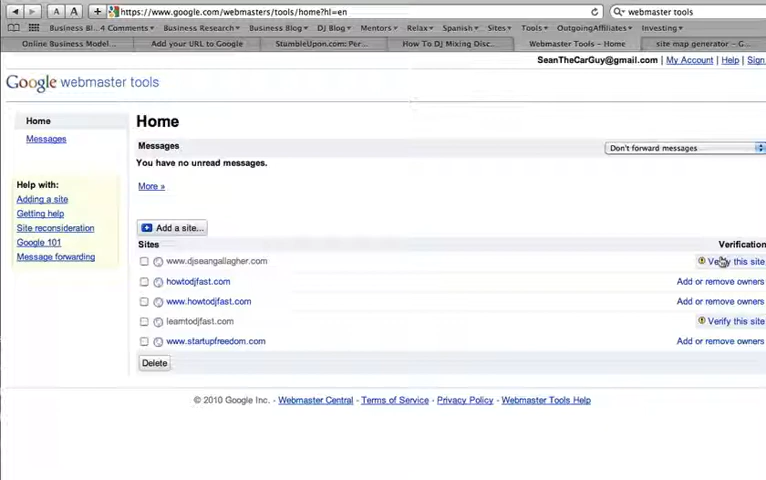 https://www.google.com/webmasters/tools/home?hl=en
webmaster tools
Business Bl... 4 Comments
Business Research
Business Blog
DJ Blog
Mentors
Relax
Spanish
Sites
Tools
OutgoingAffiliates
Investing
Online Business Model...
Add your URL to Google
StumbleUpon.com: Per...
How To DJ Mixing Disc...
Webmaster Tools - Home
site map generator - G...
SeanTheCarGuy@gmail.com | My Account | Help | Sign
Google webmaster tools
Home
Messages
Help with:
Adding a site
Getting help
Site reconsideration
Google 101
Message forwarding
Home
Messages
Don't forward messages
You have no unread messages.
More »
Add a site...
Sites
Verification
www.djseangallagher.com
Verify this site
howtodjfast.com
Add or remove owners
www.howtodjfast.com
Add or remove owners
learntodjfast.com
Verify this site
www.startupfreedom.com
Add or remove owners
Delete
© 2010 Google Inc. - Webmaster Central - Terms of Service - Privacy Policy - Webmaster Tools Help